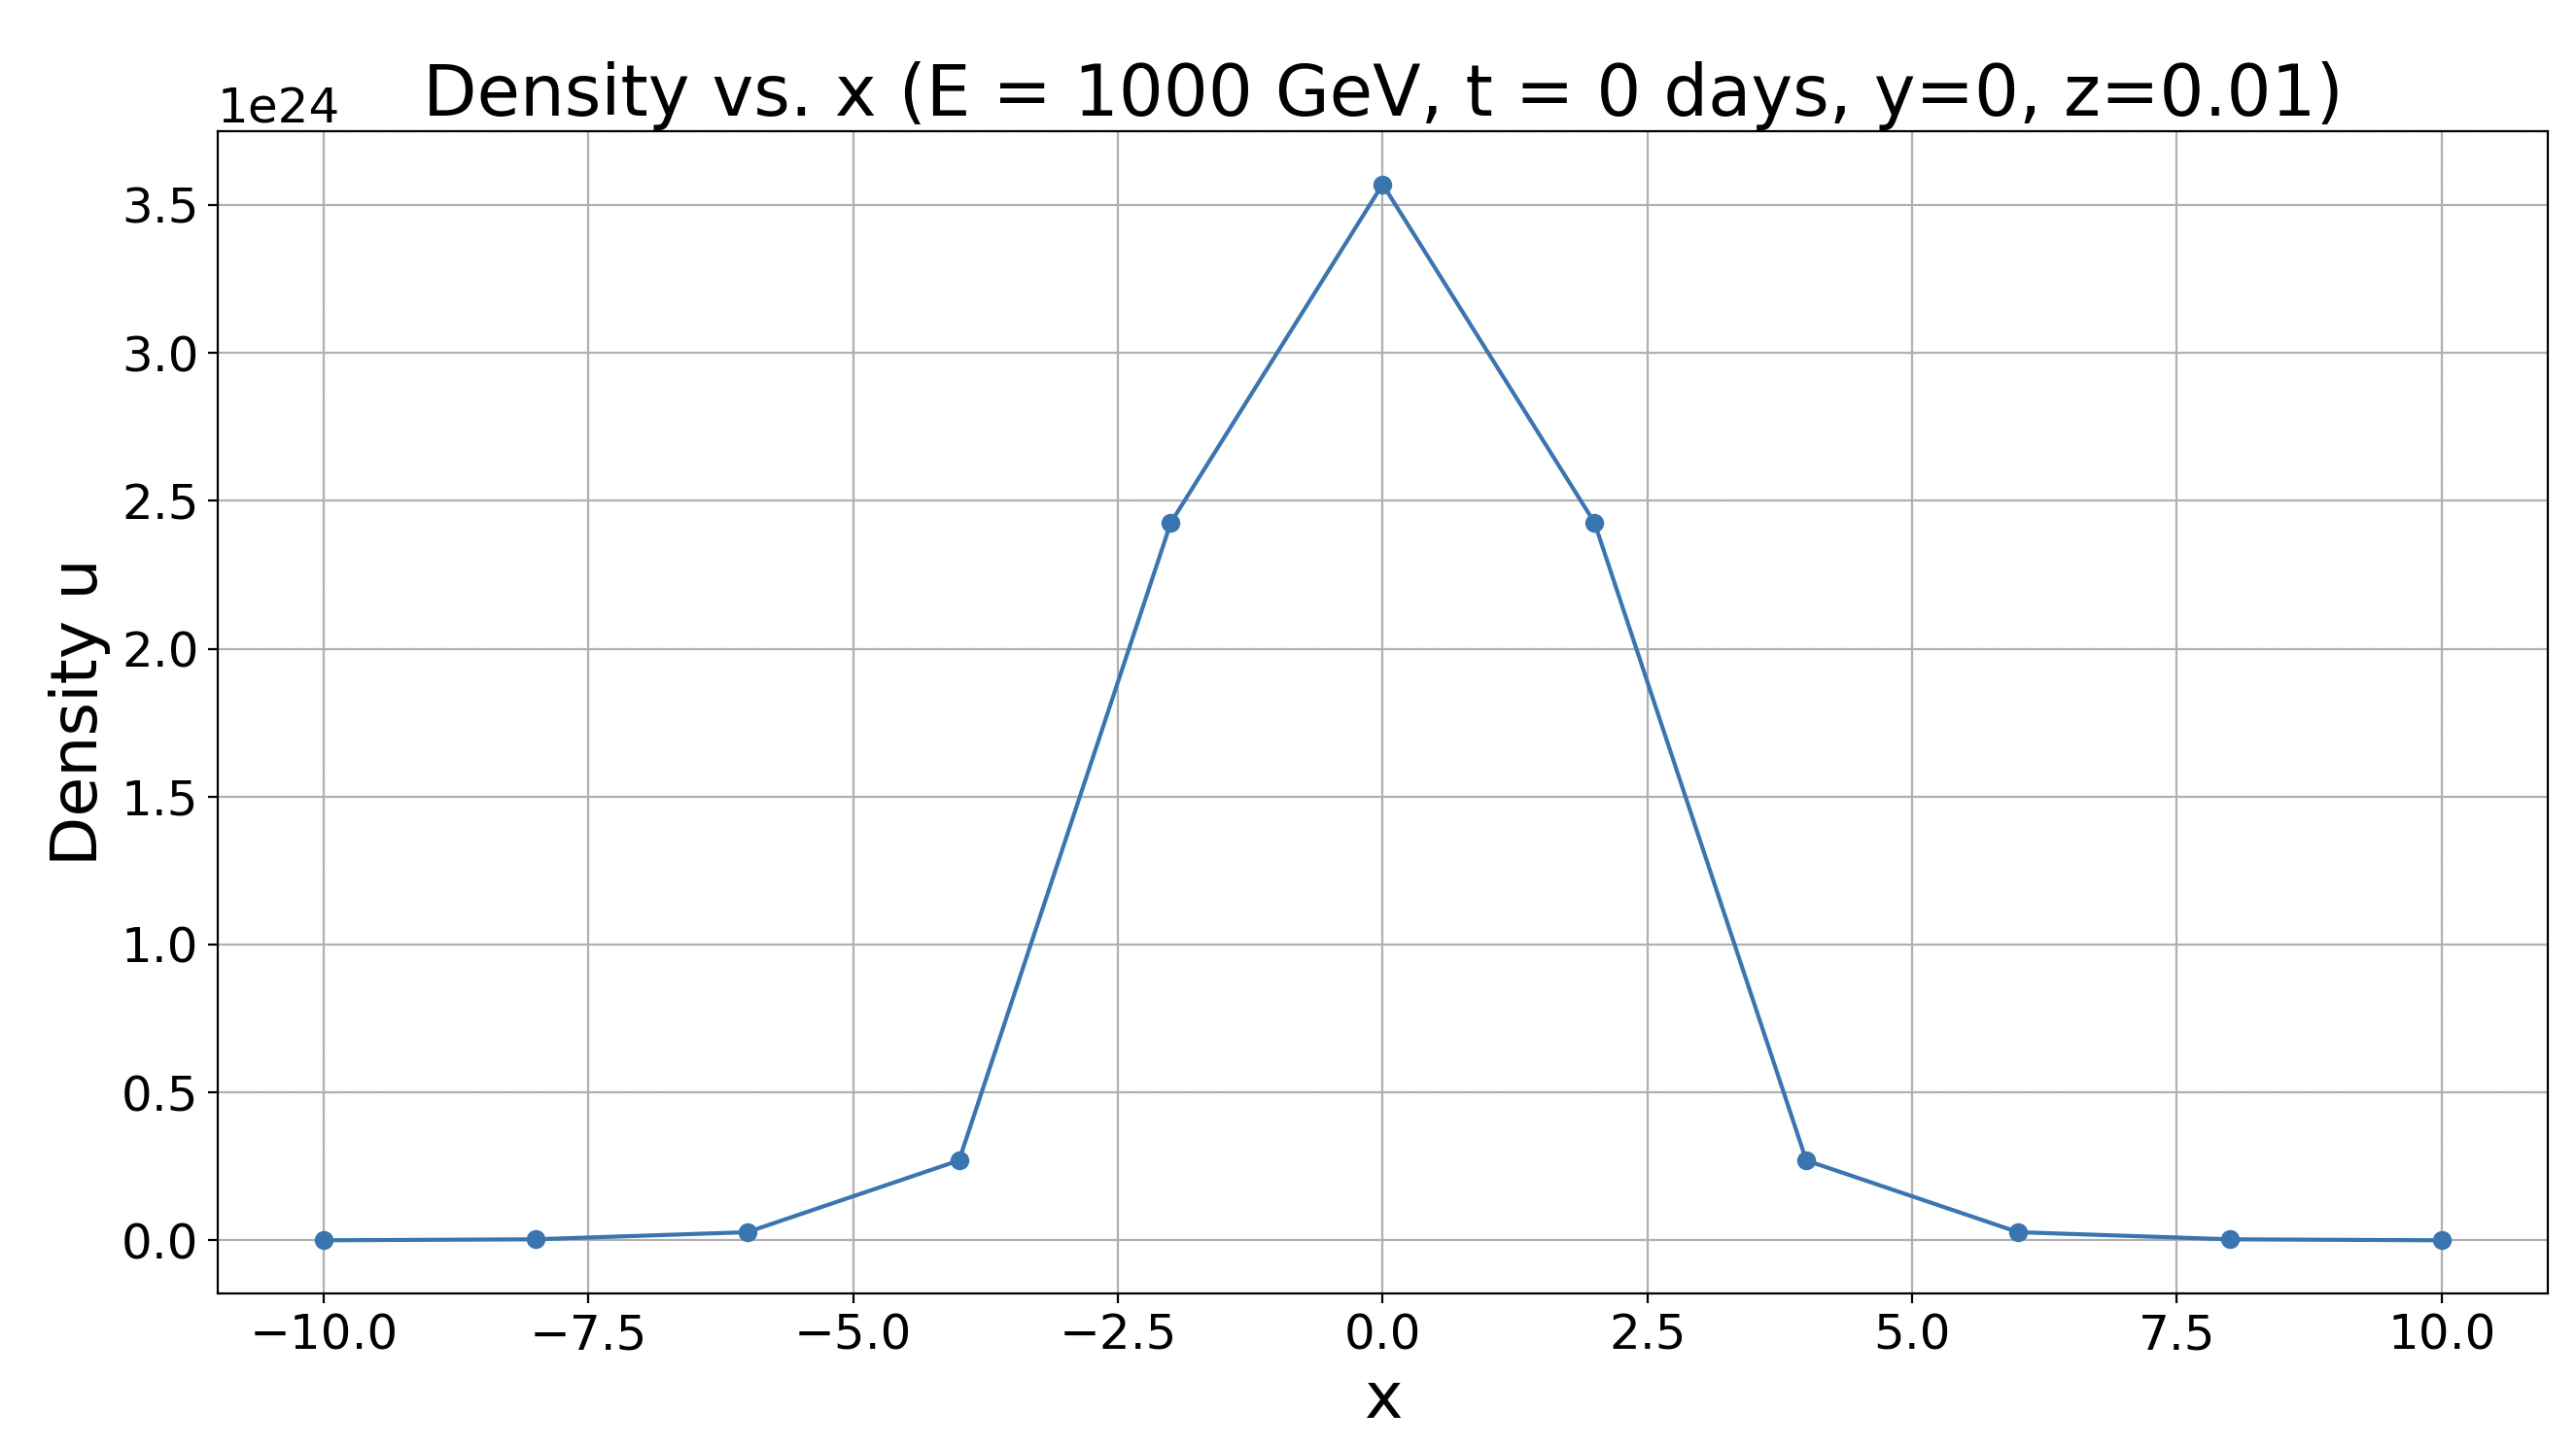 Density vs. x (E = 1000 GeV, t = 0 days, y=0, z=0.01)
1e24
3.5
3.0
2.5
2.0
1.5
1.0
0.5
0.0
Density u
−10.0 −7.5 −5.0 −2.5 0.0 2.5 5.0 7.5 10.0
x